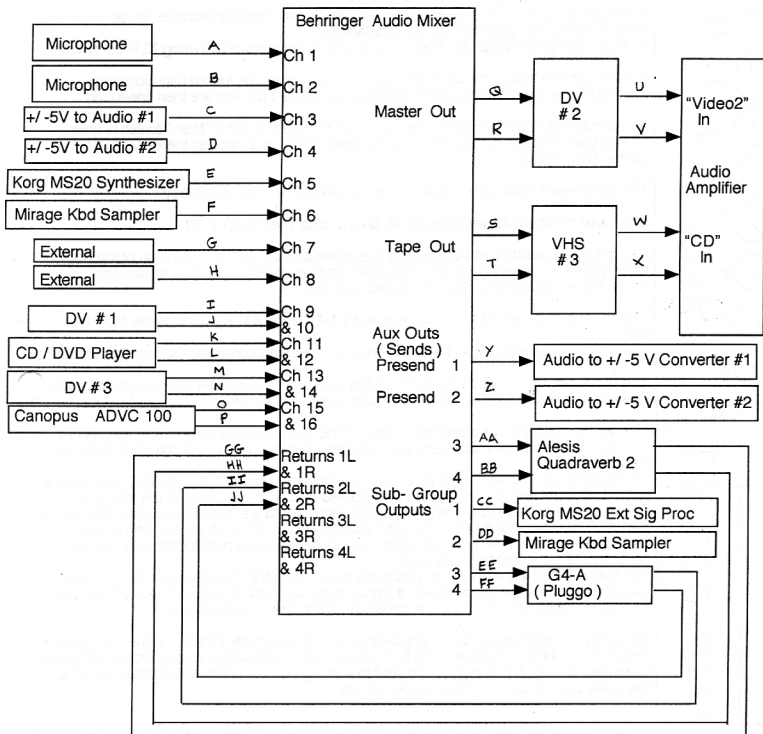 Behringer Audio Mixer
Microphone A Ch 1
Microphone B Ch 2
+/ -5V to Audio #1 C Ch 3
+/ -5V to Audio #2 D Ch 4
Korg MS20 Synthesizer E Ch 5
Mirage Kbd Sampler F Ch 6
External G Ch 7
External H Ch 8
DV #1 I Ch 9
J & 10
CD / DVD Player K Ch 11
L & 12
DV #3 M Ch 13
N & 14
Canopus ADVC 100 O Ch 15
P & 16
GG Returns 1L
HH & 1R
II Returns 2L
JJ & 2R
Returns 3L
& 3R
Returns 4L
& 4R
Master Out
Q
R
DV
#2
U
V
"Video2"
In
Audio
Amplifier
"CD"
In
Tape Out
S
T
VHS
#3
W
X
Aux Outs
( Sends )
Presend 1 Y Audio to +/ -5 V Converter #1
Presend 2 Z Audio to +/ -5 V Converter #2
3 AA Alesis
4 BB Quadraverb 2
Sub- Group
Outputs
1 CC Korg MS20 Ext Sig Proc
2 DD Mirage Kbd Sampler
3 EE G4-A
4 FF ( Pluggo )